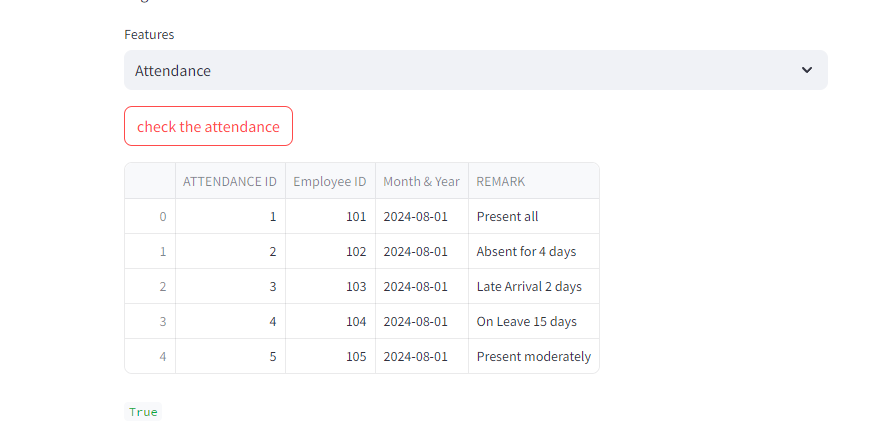 Features
Attendance
check the attendance
ATTENDANCE ID Employee ID Month & Year REMARK
0 1 101 2024-08-01 Present all
1 2 102 2024-08-01 Absent for 4 days
2 3 103 2024-08-01 Late Arrival 2 days
3 4 104 2024-08-01 On Leave 15 days
4 5 105 2024-08-01 Present moderately
True